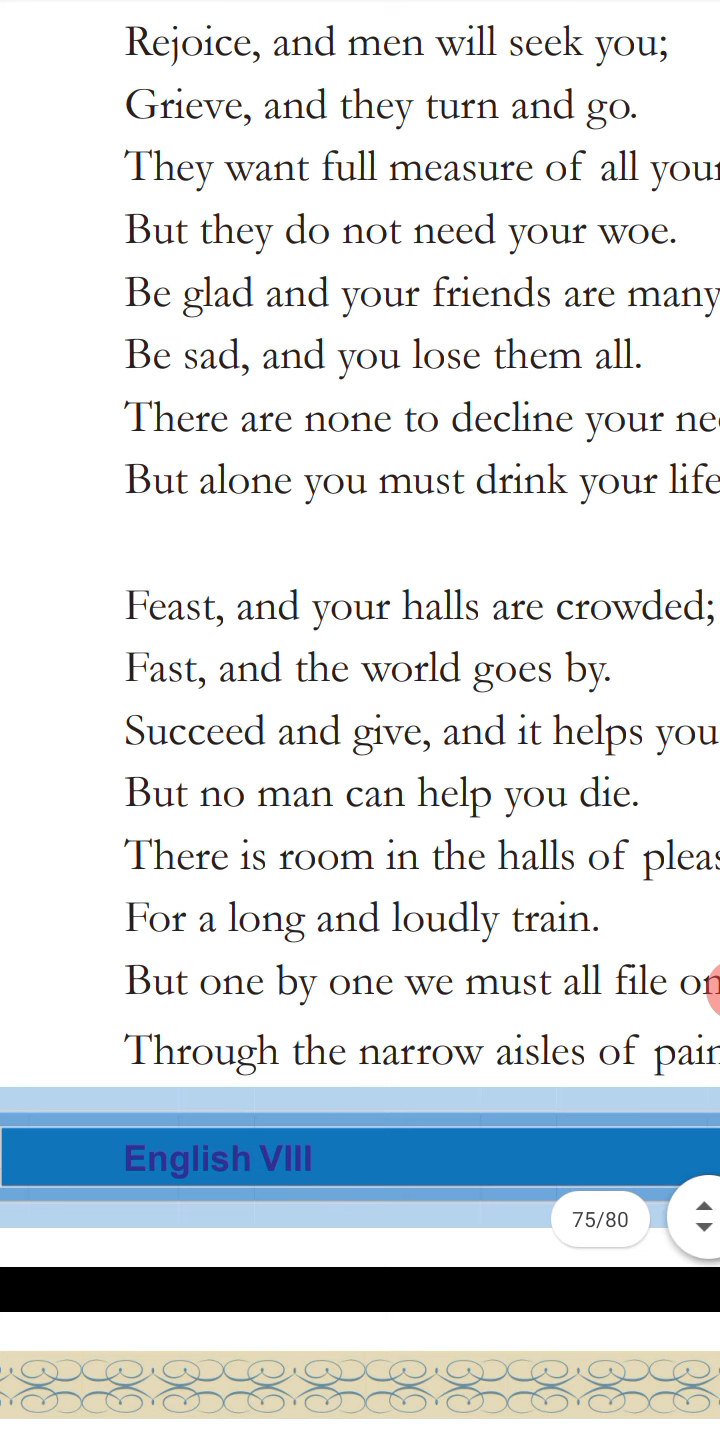 Rejoice, and men will seek you;
Grieve, and they turn and go.
They want full measure of all your
But they do not need your woe.
Be glad and your friends are many
Be sad, and you lose them all.
There are none to decline your
But alone you must drink your life
Feast, and your halls are crowded;
Fast, and the world goes by.
Succeed and give, and it helps you
But no man can help you die.
There is room in the halls of
For a long and loudly train.
But one by one we must all file on
Through the narrow aisles of pain
English VIII
75/80